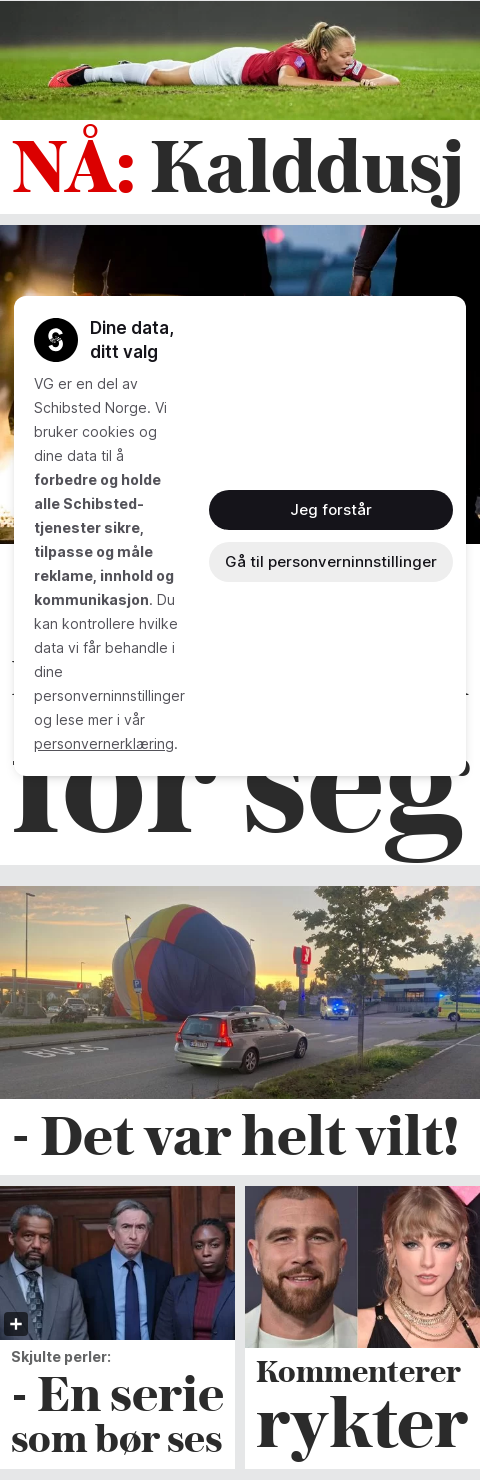 NÅ: Kalddusj
Dine data,
ditt valg
VG er en del av
Schibsted Norge. Vi
bruker cookies og
dine data til å
forbedre og holde
alle Schibsted-
tjenester sikre,
tilpasse og måle
reklame, innhold og
kommunikasjon. Du
kan kontrollere hvilke
data vi får behandle i
dine
personverninnstillinger
og lese mer i vår
personvernerklæring.
Jeg forstår
Gå til personverninnstillinger
for seg
- Det var helt vilt!
Skjulte perler:
- En serie
som bør ses
Kommenterer
rykter